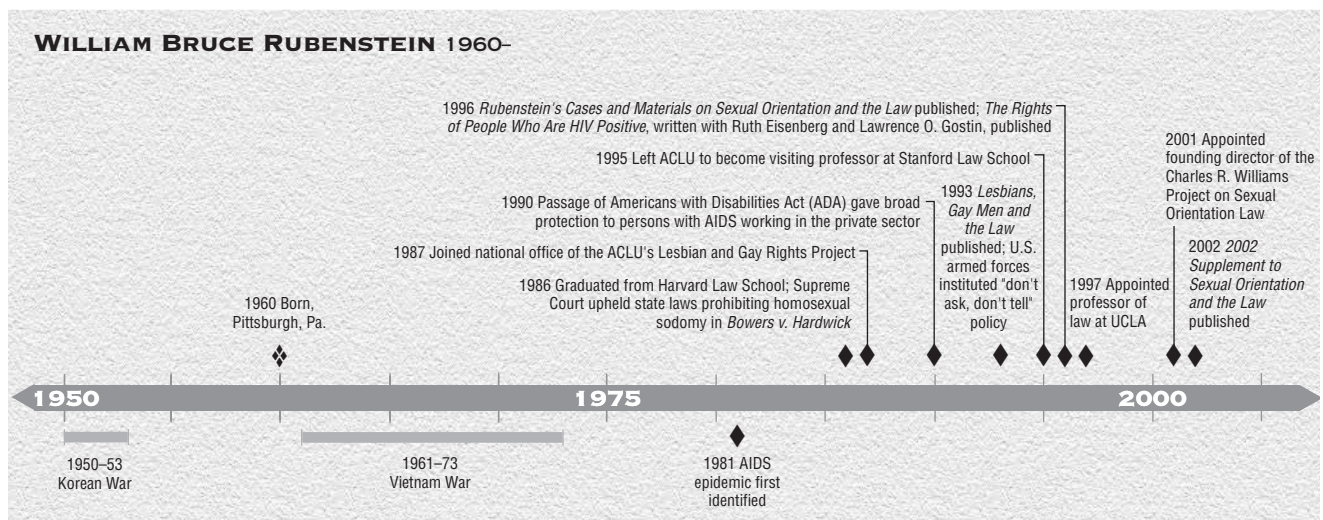 WILLIAM BRUCE RUBENSTEIN 1960–
1996 Rubenstein's Cases and Materials on Sexual Orientation and the Law published; The Rights
of People Who Are HIV Positive, written with Ruth Eisenberg and Lawrence O. Gostin, published
1995 Left ACLU to become visiting professor at Stanford Law School
1990 Passage of Americans with Disabilities Act (ADA) gave broad
protection to persons with AIDS working in the private sector
1987 Joined national office of the ACLU's Lesbian and Gay Rights Project
1986 Graduated from Harvard Law School; Supreme
Court upheld state laws prohibiting homosexual
sodomy in Bowers v. Hardwick
1960 Born,
Pittsburgh, Pa.
1993 Lesbians,
Gay Men and
the Law
published; U.S.
armed forces
instituted "don't
ask, don't tell"
policy
1997 Appointed
professor of
law at UCLA
2001 Appointed
founding director of the
Charles R. Williams
Project on Sexual
Orientation Law
2002 2002
Supplement to
Sexual Orientation
and the Law
published
1950
1975
2000
1950–53
Korean War
1961–73
Vietnam War
1981 AIDS
epidemic first
identified